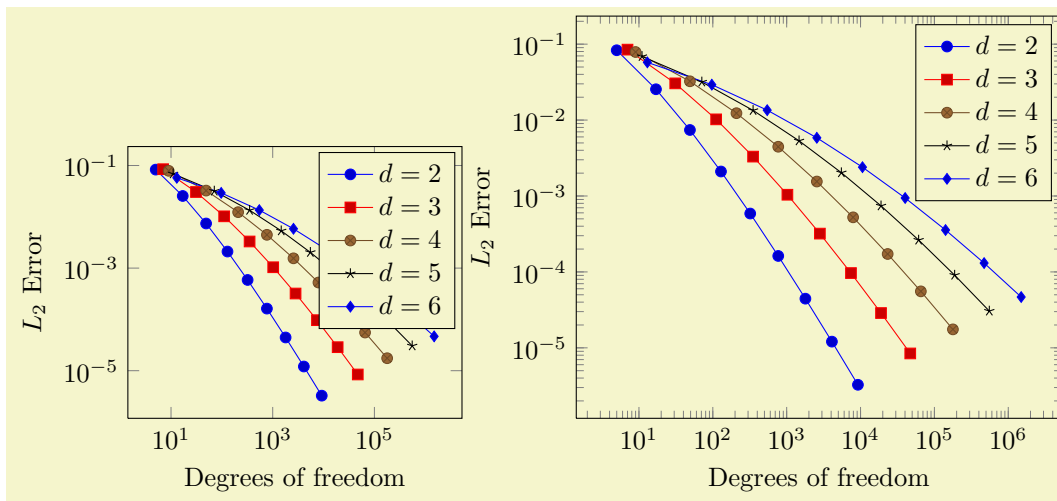 10^{-1}
10^{-3}
10^{-5}
L_2 Error
10^1 10^3 10^5
Degrees of freedom
d = 2
d = 3
d = 4
d = 5
d = 6
10^{-1}
10^{-2}
10^{-3}
10^{-4}
10^{-5}
L_2 Error
10^1 10^2 10^3 10^4 10^5 10^6
Degrees of freedom
d = 2
d = 3
d = 4
d = 5
d = 6